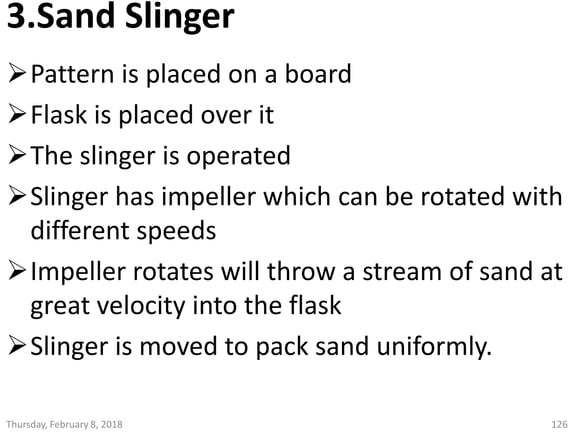 3.Sand Slinger
➢Pattern is placed on a board
➢Flask is placed over it
➢The slinger is operated
➢Slinger has impeller which can be rotated with
different speeds
➢Impeller rotates will throw a stream of sand at
great velocity into the flask
➢Slinger is moved to pack sand uniformly.
Thursday, February 8, 2018 126